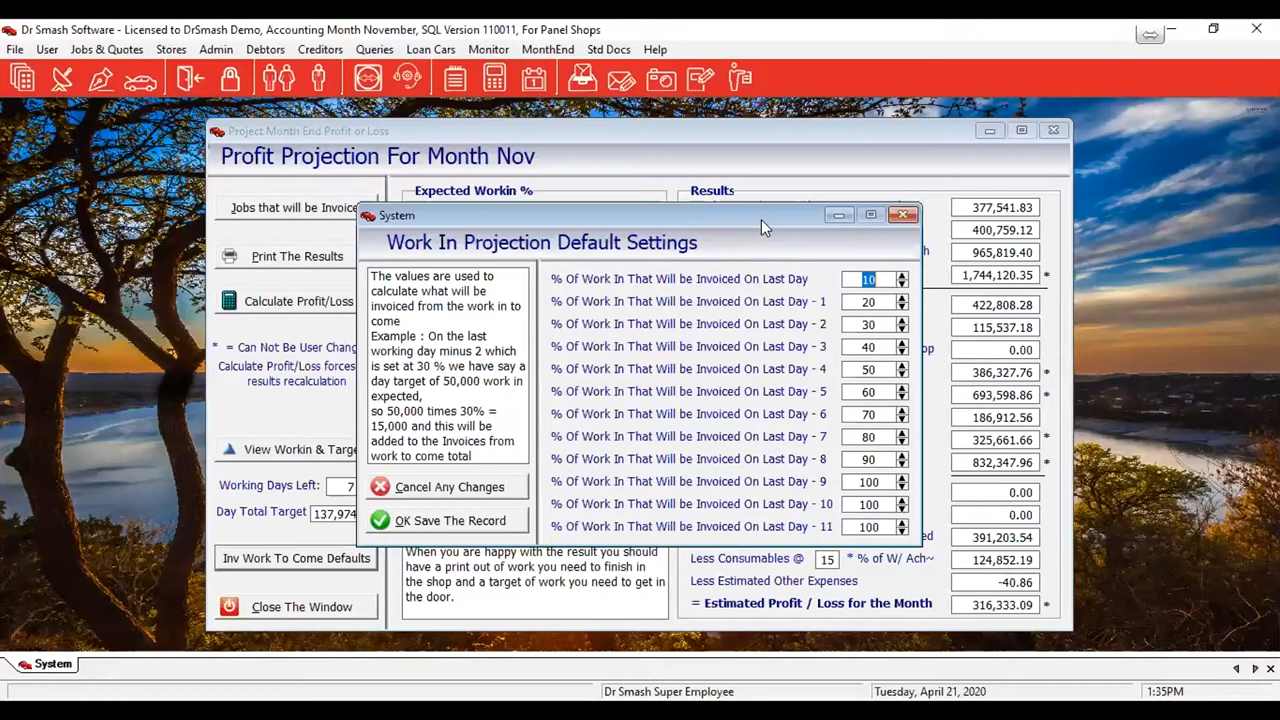 Dr Smash Software - Licensed to DrSmash Demo, Accounting Month November, SQL Version 110011, For Panel Shops
File User Jobs & Quotes Stores Admin Debtors Creditors Queries Loan Cars Monitor MonthEnd Std Docs Help
Project Month End Profit or Loss
Profit Projection For Month Nov
Jobs that will be Invoice
Print The Results
Calculate Profit/Loss
* = Can Not Be User Chang
Calculate Profit/Loss forces
results recalculation
View Workin & Targe
Working Days Left: 7
Day Total Target 137,974
Inv Work To Come Defaults
Close The Window
Expected Workin %
When you are happy with the result you should
have a print out of work you need to finish in
the shop and a target of work you need to get in
the door.
System
Work In Projection Default Settings
The values are used to
calculate what will be
invoiced from the work in to
come
Example : On the last
working day minus 2 which
is set at 30 % we have say a
day target of 50,000 work in
expected,
so 50,000 times 30% =
15,000 and this will be
added to the Invoices from
work to come total
Cancel Any Changes
OK Save The Record
% Of Work In That Will be Invoiced On Last Day 10
% Of Work In That Will be Invoiced On Last Day - 1 20
% Of Work In That Will be Invoiced On Last Day - 2 30
% Of Work In That Will be Invoiced On Last Day - 3 40
% Of Work In That Will be Invoiced On Last Day - 4 50
% Of Work In That Will be Invoiced On Last Day - 5 60
% Of Work In That Will be Invoiced On Last Day - 6 70
% Of Work In That Will be Invoiced On Last Day - 7 80
% Of Work In That Will be Invoiced On Last Day - 8 90
% Of Work In That Will be Invoiced On Last Day - 9 100
% Of Work In That Will be Invoiced On Last Day - 10 100
% Of Work In That Will be Invoiced On Last Day - 11 100
Results
377,541.83
h 400,759.12
965,819.40
1,744,120.35 *
422,808.28
115,537.18
op 0.00
386,327.76 *
693,598.86 *
186,912.56
325,661.66 *
832,347.96 *
0.00
0.00
ed 391,203.54
Less Consumables @ 15 * % of W/ Ach~ 124,852.19
Less Estimated Other Expenses -40.86
= Estimated Profit / Loss for the Month 316,333.09 *
System
Dr Smash Super Employee Tuesday, April 21, 2020 1:35PM